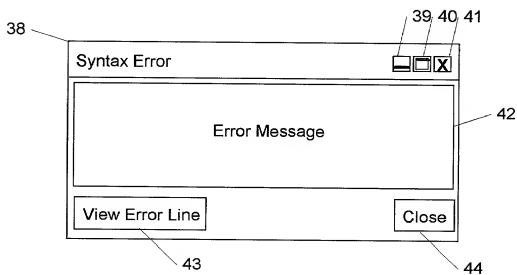 39 40 41
38
Syntax Error X
42
Error Message
View Error Line Close
43 44